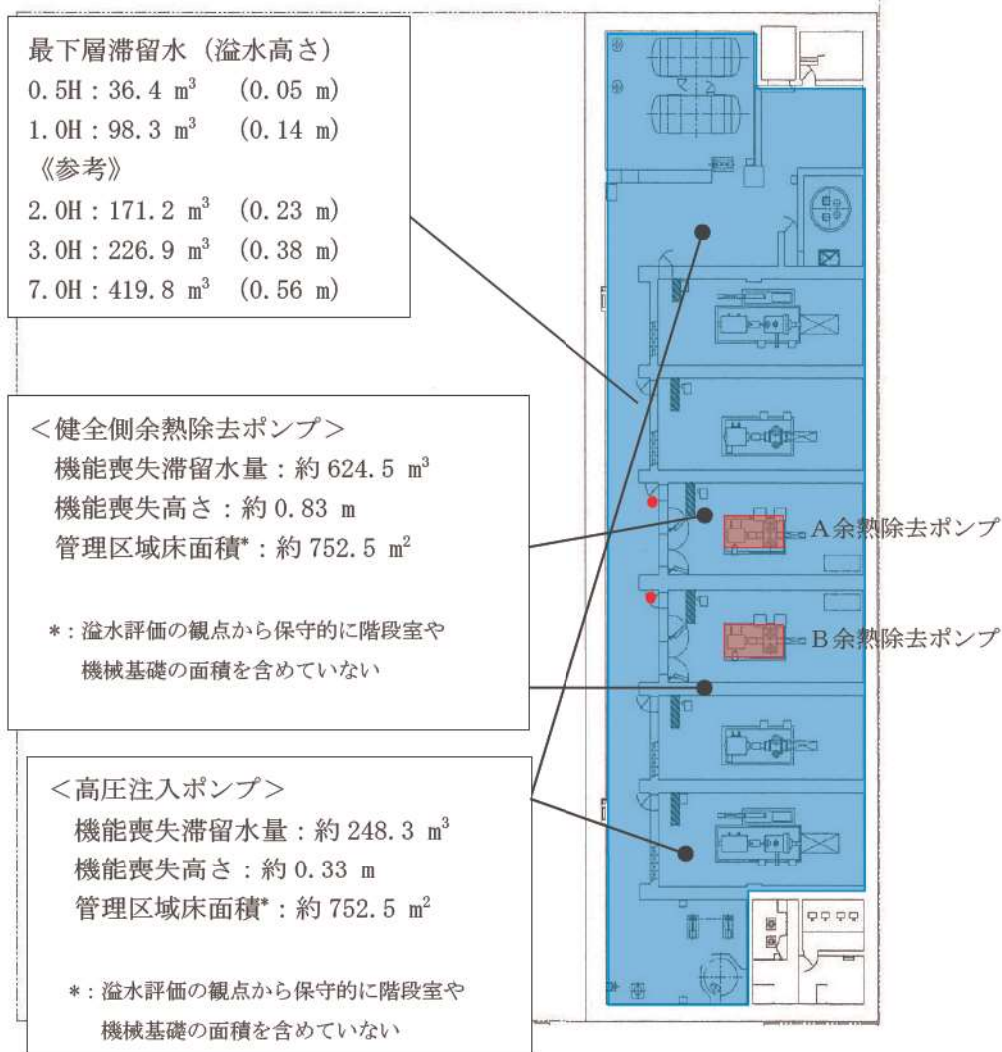 最下層滞留水（溢水高さ）
0.5H：36.4 m³ （0.05 m）
1.0H：98.3 m³ （0.14 m）
《参考》
2.0H：171.2 m³ （0.23 m）
3.0H：226.9 m³ （0.38 m）
7.0H：419.8 m³ （0.56 m）
＜健全側余熱除去ポンプ＞
機能喪失滞留水量：約 624.5 m³
機能喪失高さ：約 0.83 m
管理区域床面積*：約 752.5 m²
*：溢水評価の観点から保守的に階段室や
機械基礎の面積を含めていない
A余熱除去ポンプ
B余熱除去ポンプ
＜高圧注入ポンプ＞
機能喪失滞留水量：約 248.3 m³
機能喪失高さ：約 0.33 m
管理区域床面積*：約 752.5 m²
*：溢水評価の観点から保守的に階段室や
機械基礎の面積を含めていない